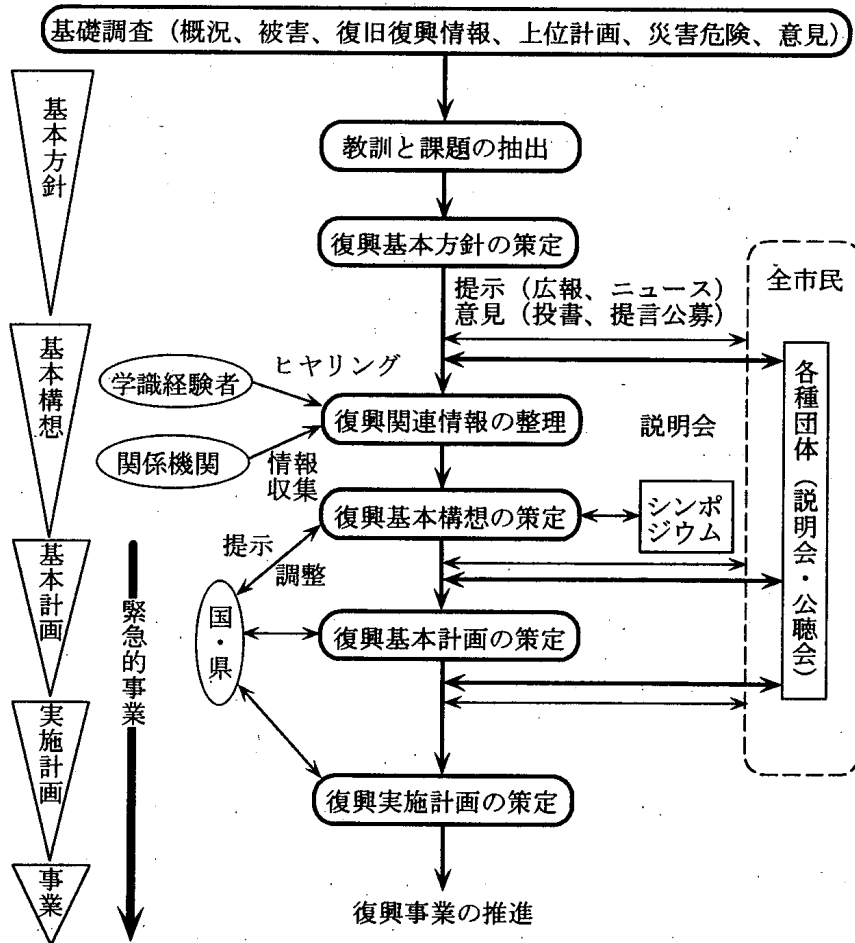 基礎調査（概況、被害、復旧復興情報、上位計画、災害危険、意見）
基本方針
教訓と課題の抽出
復興基本方針の策定
提示（広報、ニュース）
意見（投書、提言公募）
全市民
基本構想
学識経験者
ヒヤリング
復興関連情報の整理
関係機関
情報
収集
説明会
各種団体（説明会・公聴会）
復興基本構想の策定
シンポ
ジウム
提示
調整
基本計画
緊急的事業
国・県
復興基本計画の策定
実施計画
復興実施計画の策定
事業
復興事業の推進